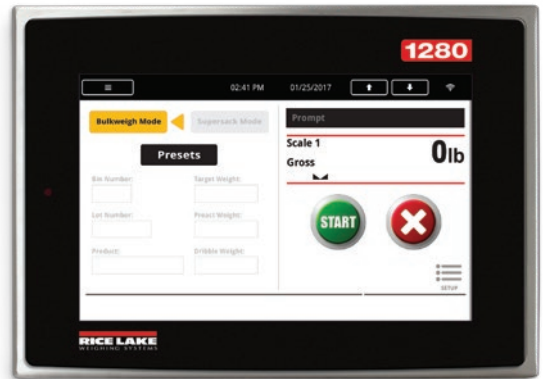 1280
02:41 PM 01/25/2017
Bulkweigh Mode Supersack Mode
Presets
Bin Number: Target Weight:
Lot Number: Preact Weight:
Product: Dribble Weight:
Prompt
Scale 1
Gross
0lb
START
SETUP
RICE LAKE
WEIGHING SYSTEMS